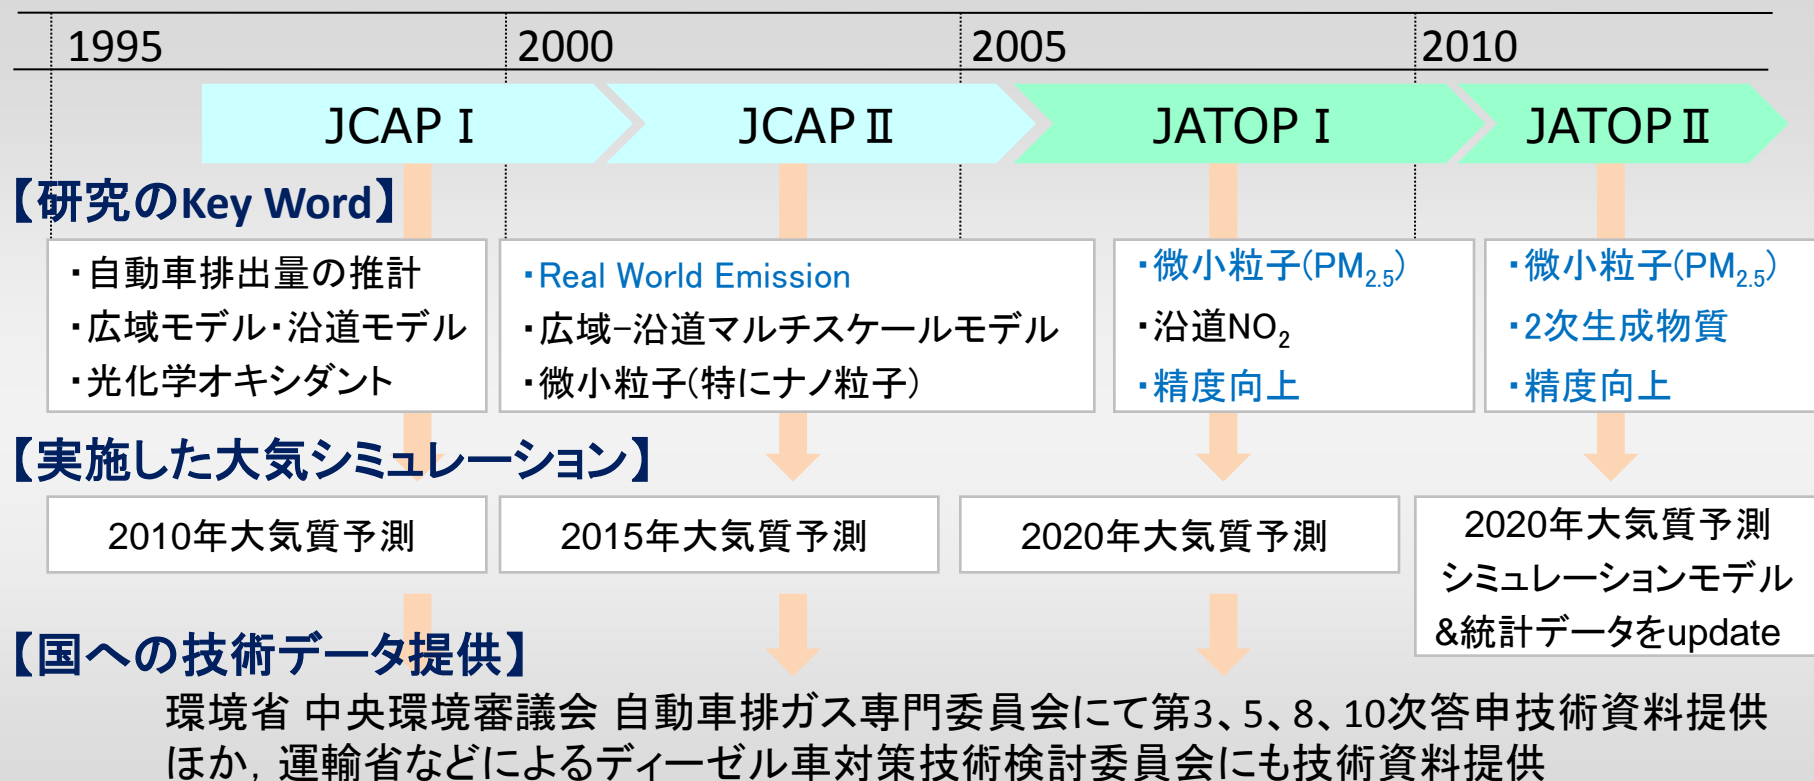 1995
2000
2005
2010
JCAP Ⅰ
JCAP Ⅱ
JATOP Ⅰ
JATOP Ⅱ
【研究のKey Word】
・自動車排出量の推計
・広域モデル・沿道モデル
・光化学オキシダント
・Real World Emission
・広域-沿道マルチスケールモデル
・微小粒子(特にナノ粒子)
・微小粒子(PM2.5)
・沿道NO2
・精度向上
・微小粒子(PM2.5)
・2次生成物質
・精度向上
【実施した大気シミュレーション】
2010年大気質予測
2015年大気質予測
2020年大気質予測
2020年大気質予測
シミュレーションモデル
&統計データをupdate
【国への技術データ提供】
環境省 中央環境審議会 自動車排ガス専門委員会にて第3、5、8、10次答申技術資料提供
ほか, 運輸省などによるディーゼル車対策技術検討委員会にも技術資料提供